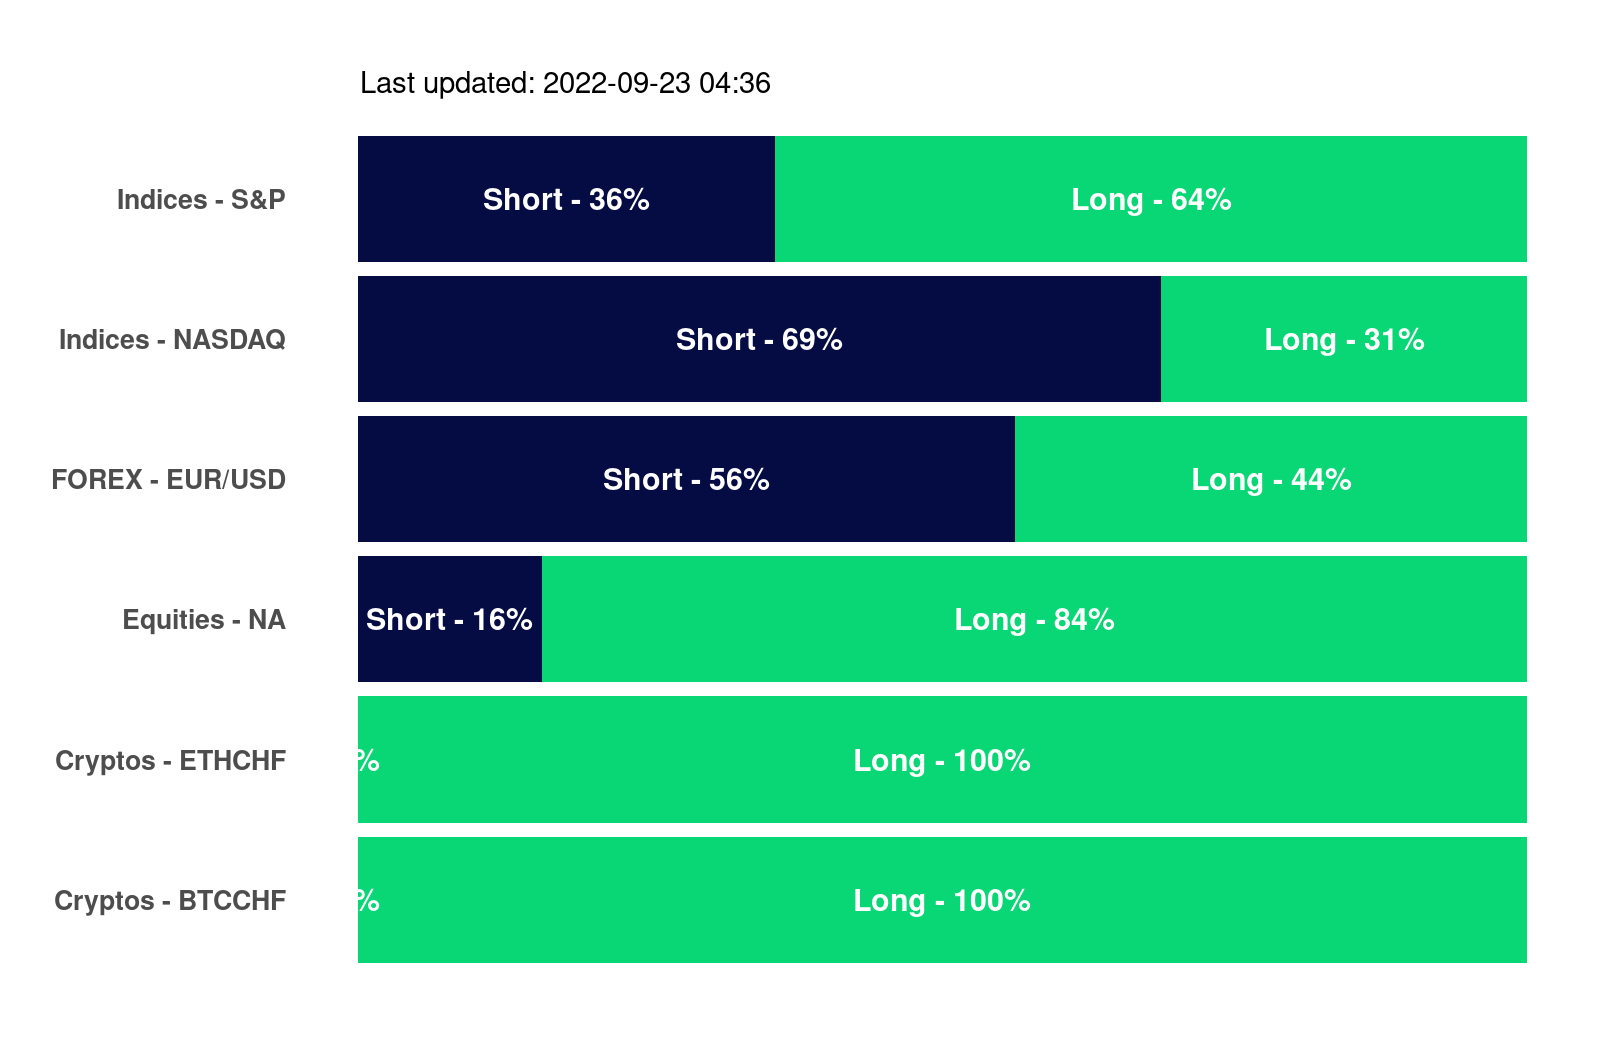 Last updated: 2022-09-23 04:36
Indices - S&P Short - 36% Long - 64%
Indices - NASDAQ Short - 69% Long - 31%
FOREX - EUR/USD Short - 56% Long - 44%
Equities - NA Short - 16% Long - 84%
Cryptos - ETHCHF % Long - 100%
Cryptos - BTCCHF % Long - 100%